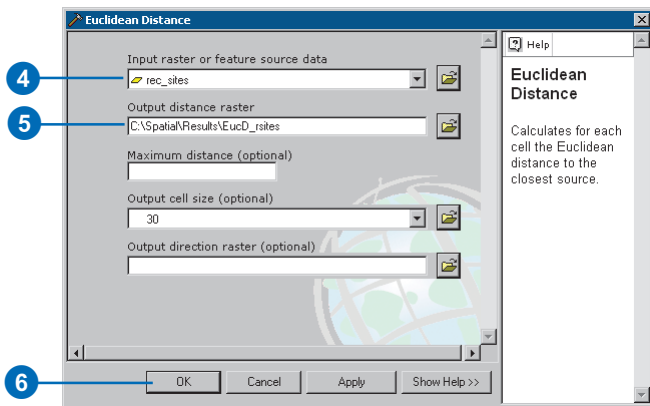 Euclidean Distance
Input raster or feature source data
4
rec_sites
Output distance raster
5
C:\Spatial\Results\EucD_rsites
Maximum distance (optional)
Output cell size (optional)
30
Output direction raster (optional)
6
OK
Cancel
Apply
Show Help >>
Help
Euclidean
Distance
Calculates for each
cell the Euclidean
distance to the
closest source.